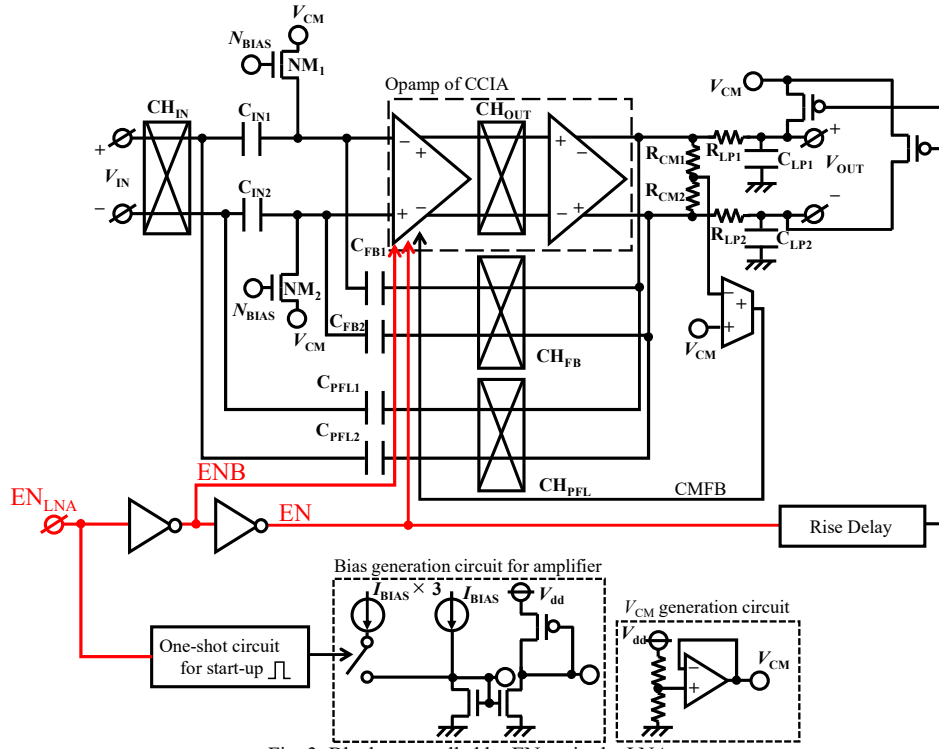 V_CM
N_BIAS
NM1
Opamp of CCIA
V_CM
CH_IN
C_IN1
CH_OUT
+
V_IN
−
−
+
−
+
R_CM1
R_LP1
C_LP1
+
V_OUT
C_IN2
R_CM2
+
−
+
−
−
R_LP2
C_LP2
C_FB1
N_BIAS
NM2
V_CM
C_FB2
−
+
+
V_CM
CH_FB
C_PFL1
C_PFL2
CH_PFL
CMFB
ENB
EN_LNA
EN
Rise Delay
Bias generation circuit for amplifier
I_BIAS × 3
I_BIAS
V_dd
V_CM generation circuit
V_dd
One-shot circuit
for start-up
−
+
V_CM